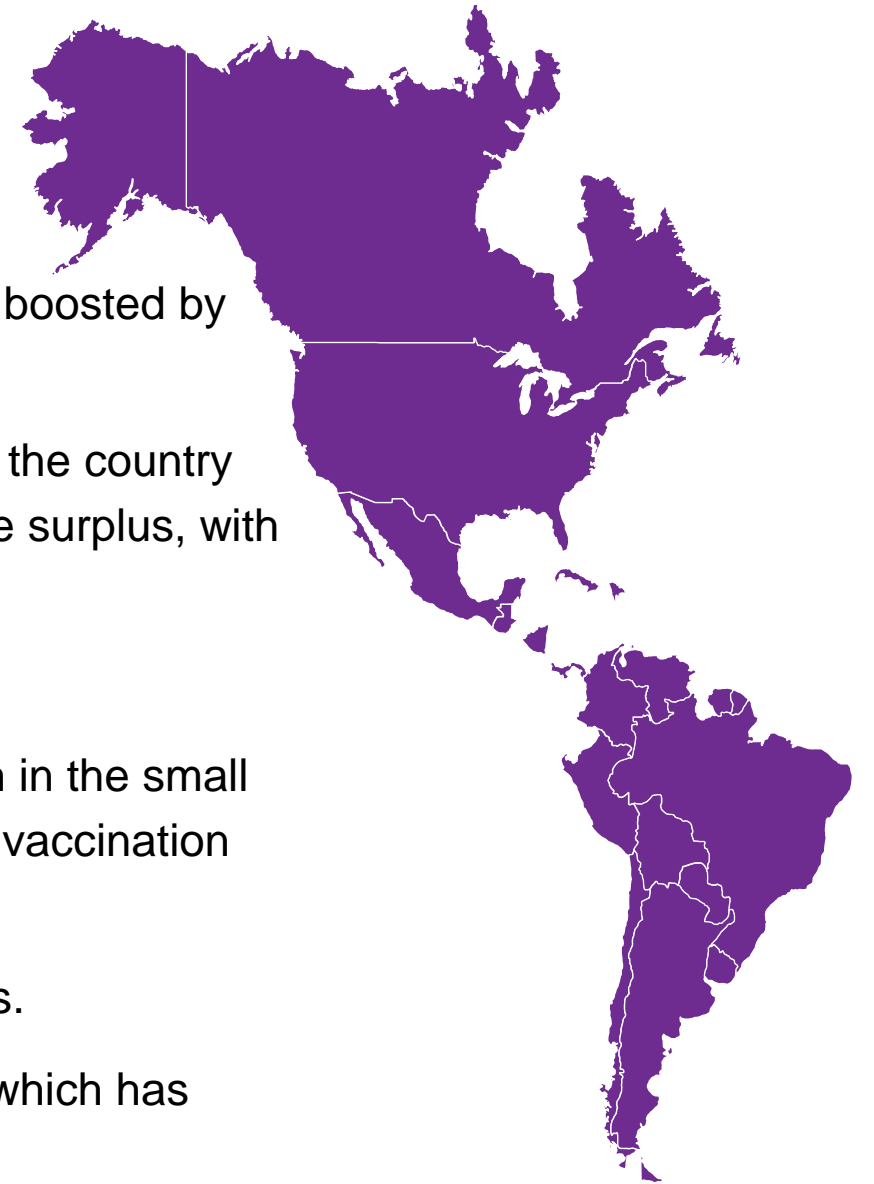 boosted by
the country
surplus, with
in the small
vaccination
s.
which has